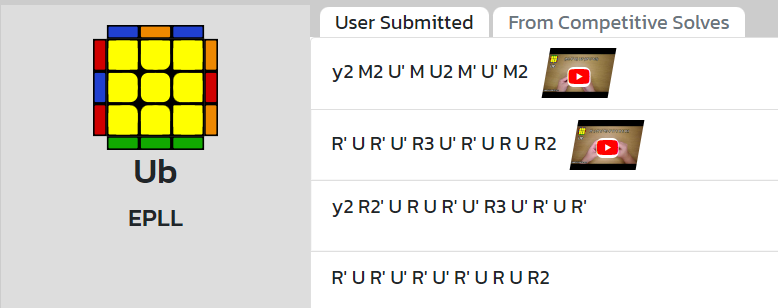 User Submitted
From Competitive Solves
Ub
EPLL
y2 M2 U' M U2 M' U' M2
R' U R' U' R3 U' R' U R U R2
y2 R2' U R U R' U' R3 U' R' U R'
R' U R' U' R' U' R' U R U R2